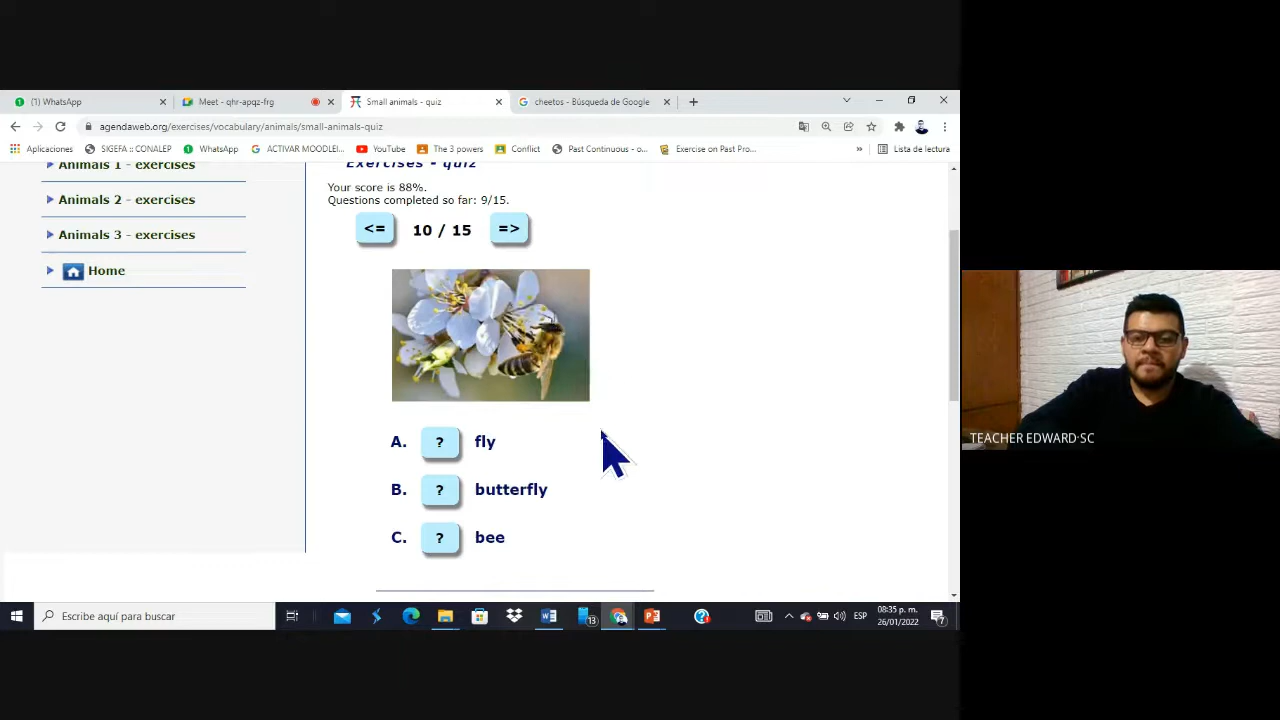 (1) WhatsApp
Meet - qhr-apqz-frg
Small animals - quiz
cheetos - Búsqueda de Google
agendaweb.org/exercises/vocabulary/animals/small-animals-quiz
Aplicaciones
SIGEFA :: CONALEP
WhatsApp
ACTIVAR MOODLEI...
YouTube
The 3 powers
Conflict
Past Continuous - o...
Exercise on Past Pro...
»
Lista de lectura
Animals 1 - exercises
Animals 2 - exercises
Animals 3 - exercises
Home
Exercises - quiz
Your score is 88%.
Questions completed so far: 9/15.
<= 10 / 15 =>
A. ? fly
B. ? butterfly
C. ? bee
TEACHER EDWARD·SC
Escribe aquí para buscar
13
ESP
08:35 p. m.
26/01/2022
7